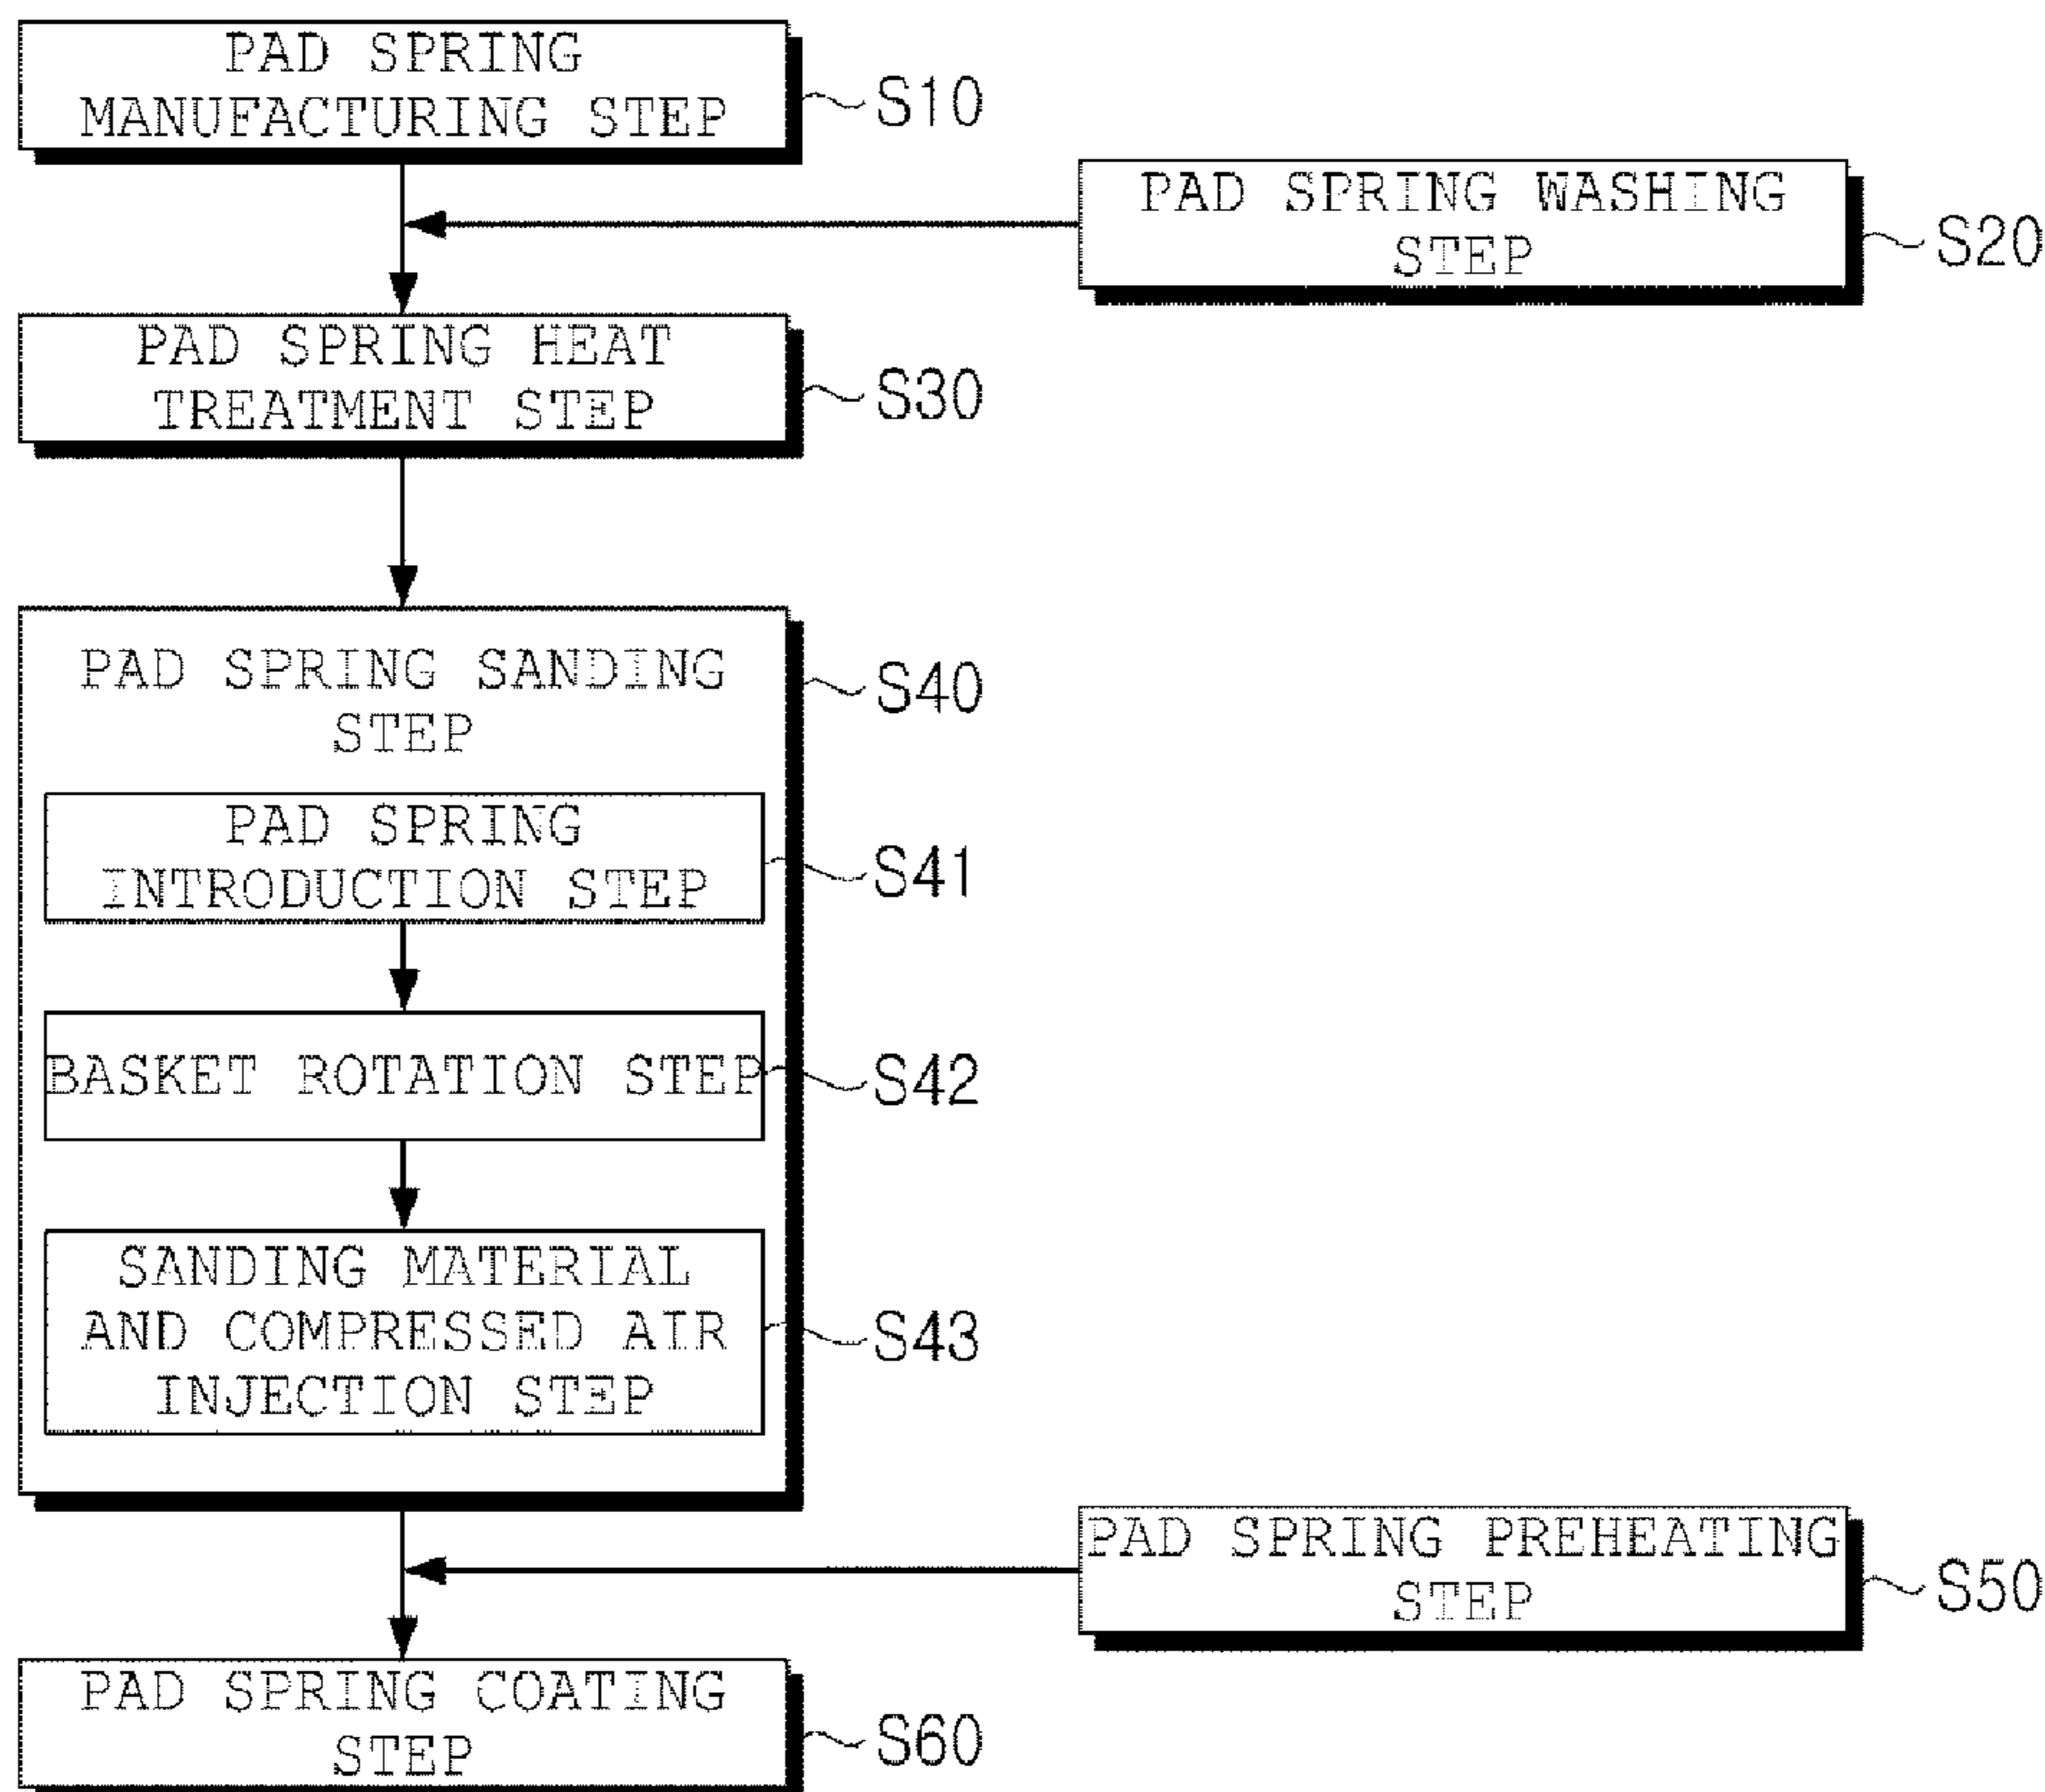 PAD SPRING
MANUFACTURING STEP
S10
PAD SPRING WASHING
STEP
S20
PAD SPRING HEAT
TREATMENT STEP
S30
PAD SPRING SANDING
STEP
S40
PAD SPRING
INTRODUCTION STEP
S41
BASKET ROTATION STEP
S42
SANDING MATERIAL
AND COMPRESSED AIR
INJECTION STEP
S43
PAD SPRING PREHEATING
STEP
S50
PAD SPRING COATING
STEP
S60